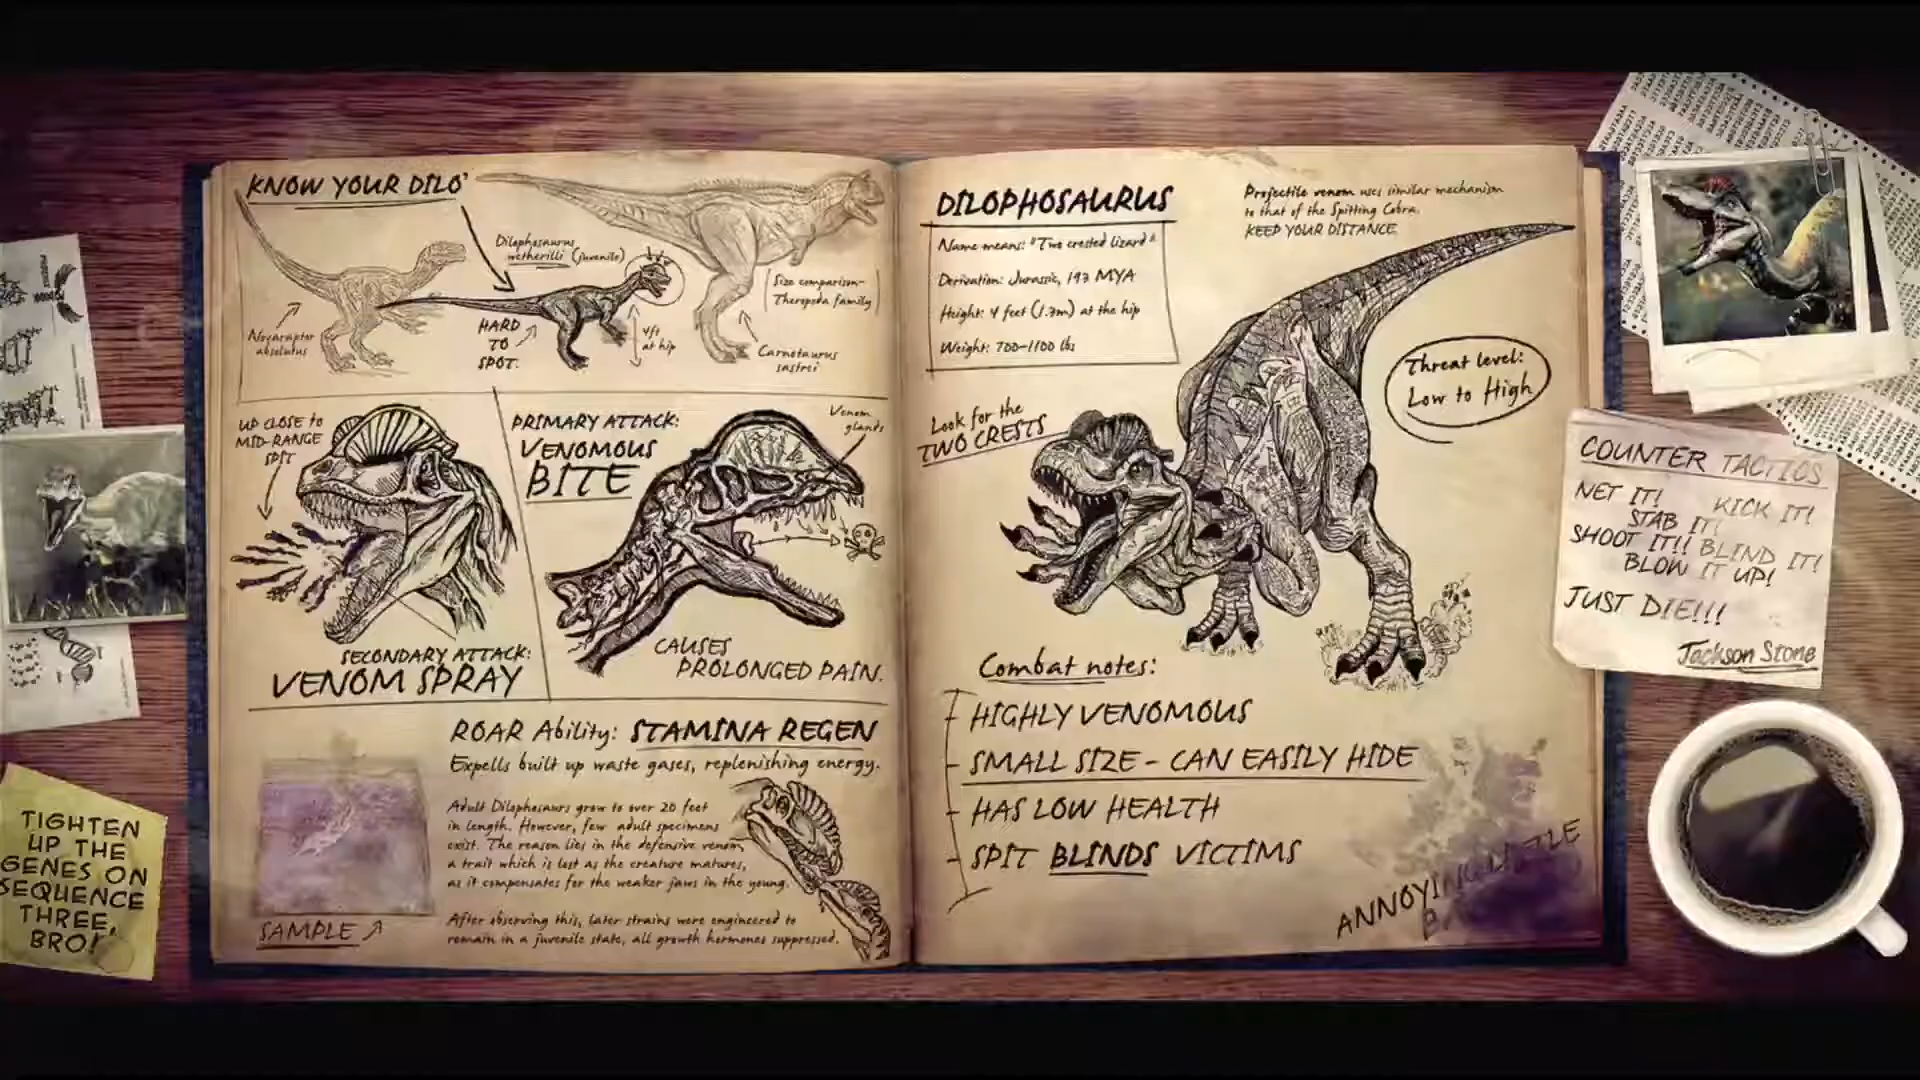 KNOW YOUR DILO'
Dilophosaurus
wetherilli (juvenile)
Size comparison-
Theropoda family
Novaraptor
absolutus
HARD
TO
SPOT.
4ft
at hip
Carnotaurus
sastrei
UP CLOSE to
MID-RANGE
SPIT
SECONDARY ATTACK:
VENOM SPRAY
PRIMARY ATTACK:
VENOMOUS
BITE
Venom
glands
CAUSES
PROLONGED PAIN.
ROAR Ability: STAMINA REGEN
Expells built up waste gases, replenishing energy.
Adult Dilophosaurs grow to over 20 feet
in length. However, few adult specimens
exist. The reason lies in the defensive venom,
a trait which is lost as the creature matures,
as it compensates for the weaker jaws in the young.
After observing this, later strains were engineered to
remain in a juvenile state, all growth hormones suppressed.
SAMPLE
DILOPHOSAURUS
Name means: "Two crested lizard"
Derivation: Jurassic, 193 MYA
Height: 4 feet (1.3m) at the hip
Weight: 700-1100 lbs
Projectile venom uses similar mechanism
to that of the Spitting Cobra.
KEEP YOUR DISTANCE.
Threat level:
Low to High
Look for the
TWO CRESTS
Combat notes:
HIGHLY VENOMOUS
SMALL SIZE - CAN EASILY HIDE
HAS LOW HEALTH
SPIT BLINDS VICTIMS
ANNOYING LITTLE
COUNTER TACTICS
NET IT! KICK IT!
STAB IT!
SHOOT IT!! BLIND IT!
BLOW IT UP!
JUST DIE!!!
Jackson Stone
TIGHTEN
UP THE
GENES ON
SEQUENCE
THREE,
BRO!